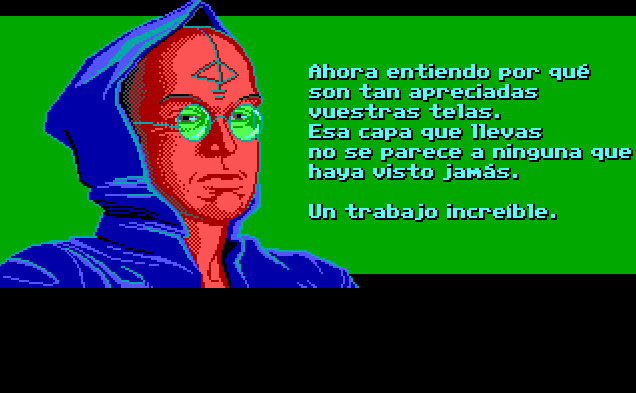 Ahora entiendo por qué
son tan apreciadas
vuestras telas.
Esa capa que llevas
no se parece a ninguna que
haya visto jamás.
Un trabajo increíble.